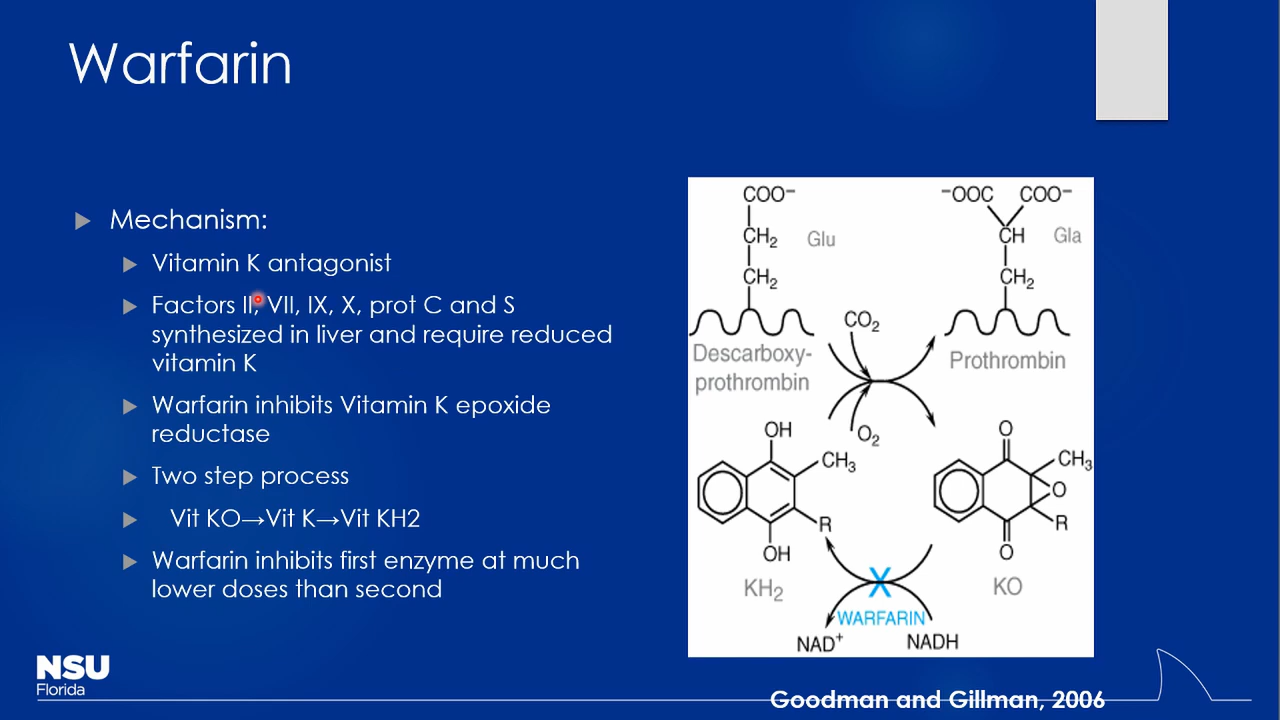 Warfarin
Mechanism:
Vitamin K antagonist
Factors II, VII, IX, X, prot C and S
synthesized in liver and require reduced
vitamin K
Warfarin inhibits Vitamin K epoxide
reductase
Two step process
Vit KO→Vit K→Vit KH2
Warfarin inhibits first enzyme at much
lower doses than second
COO⁻
CH₂
Glu
CH₂
Descarboxy-
prothrombin
⁻OOC COO⁻
CH
Gla
CH₂
Prothrombin
CO₂
O₂
OH
CH₃
R
OH
KH₂
O
CH₃
O
R
O
KO
X
WARFARIN
NAD⁺
NADH
NSU
Florida
Goodman and Gillman, 2006